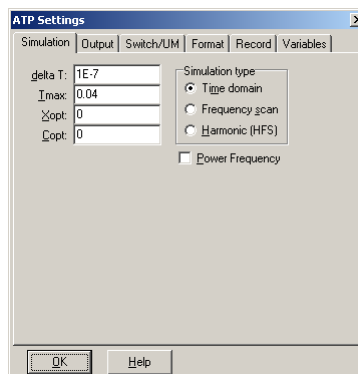 ATP Settings
Simulation Output Switch/UM Format Record Variables
delta T: 1E-7
Tmax: 0.04
Xopt: 0
Copt: 0
Simulation type
Time domain
Frequency scan
Harmonic (HFS)
Power Frequency
OK Help